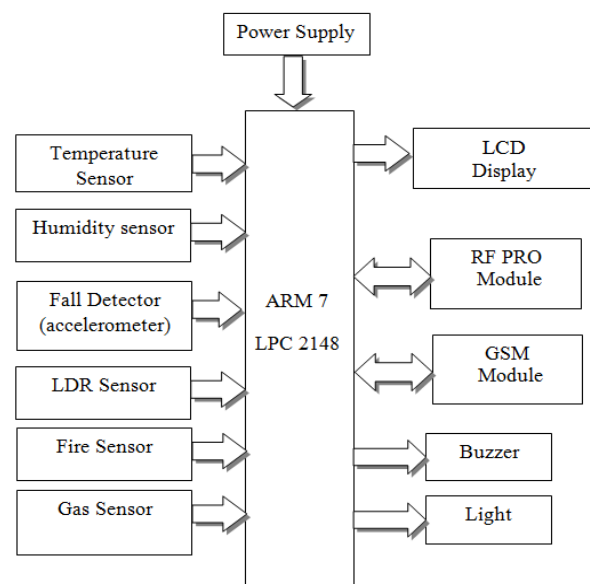 Power Supply
Temperature
Sensor
Humidity sensor
Fall Detector
(accelerometer)
LDR Sensor
Fire Sensor
Gas Sensor
ARM 7
LPC 2148
LCD
Display
RF PRO
Module
GSM
Module
Buzzer
Light